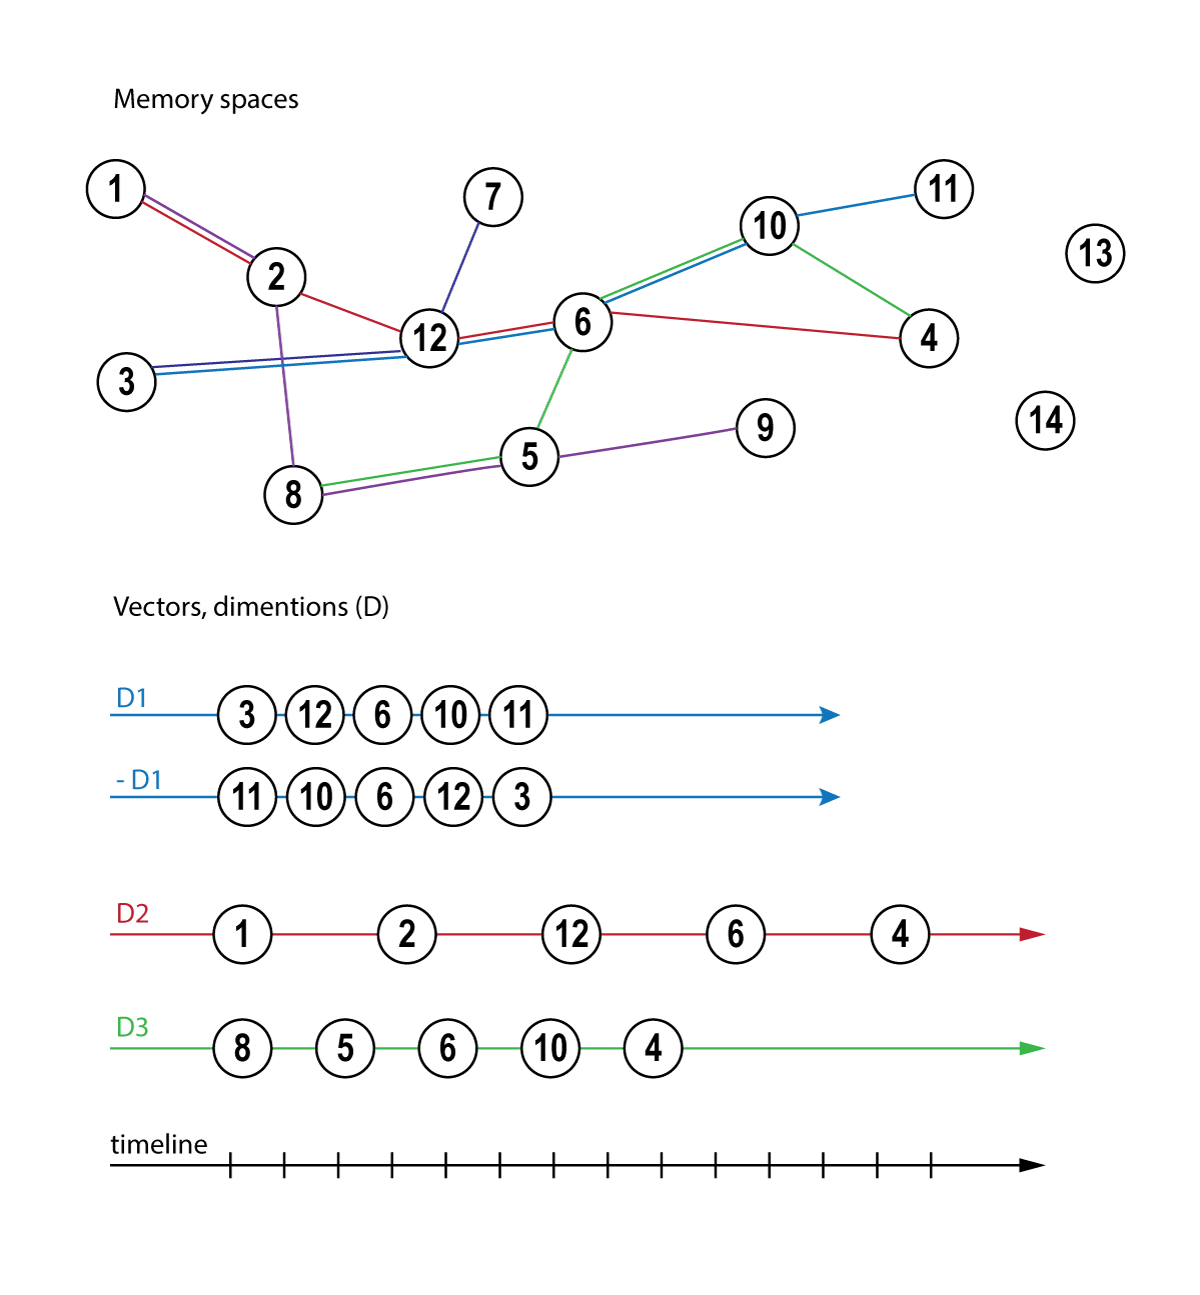 Memory spaces
1 7 10 11
13
2
12 6 4
3
14
9
5
8
Vectors, dimentions (D)
D1
3 12 6 10 11
- D1
11 10 6 12 3
D2
1 2 12 6 4
D3
8 5 6 10 4
timeline